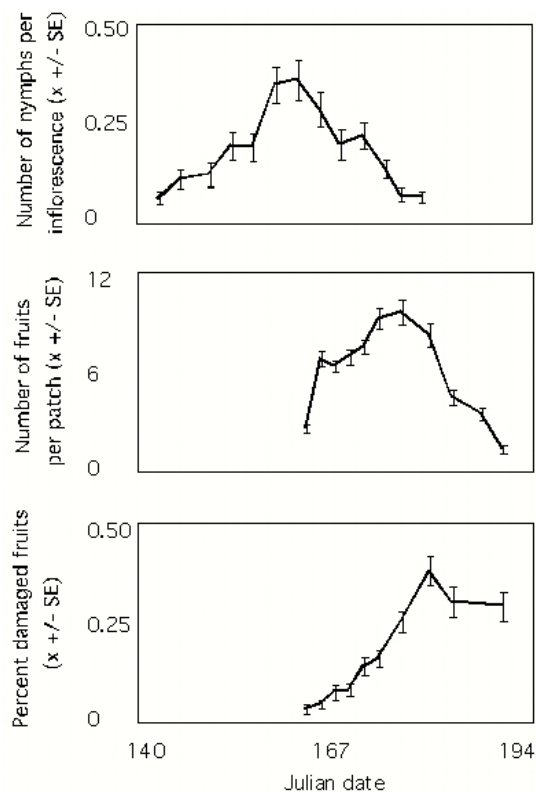 Number of nymphs per
inflorescence (x +/- SE)
0.50
0.25
0
Number of fruits
per patch (x +/- SE)
12
6
0
Percent damaged fruits
(x +/- SE)
0.50
0.25
0
140 167 194
Julian date